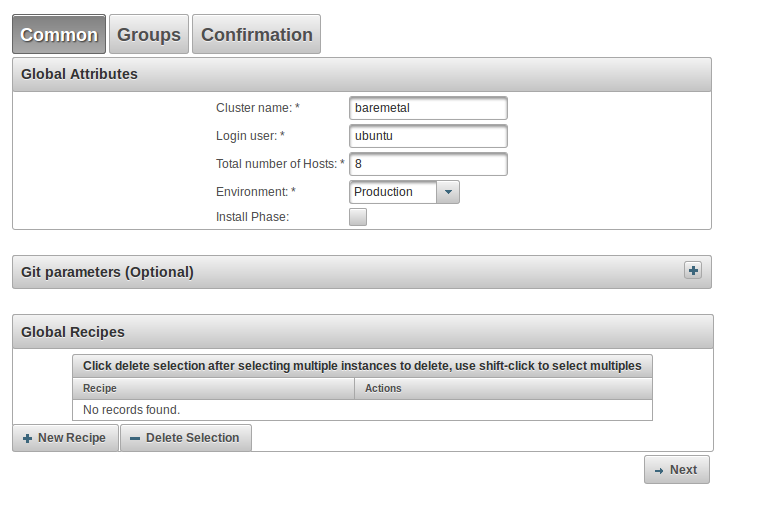 Common Groups Confirmation
Global Attributes
Cluster name: * baremetal
Login user: * ubuntu
Total number of Hosts: * 8
Environment: * Production
Install Phase:
Git parameters (Optional)
Global Recipes
Click delete selection after selecting multiple instances to delete, use shift-click to select multiples
Recipe Actions
No records found.
New Recipe Delete Selection
Next